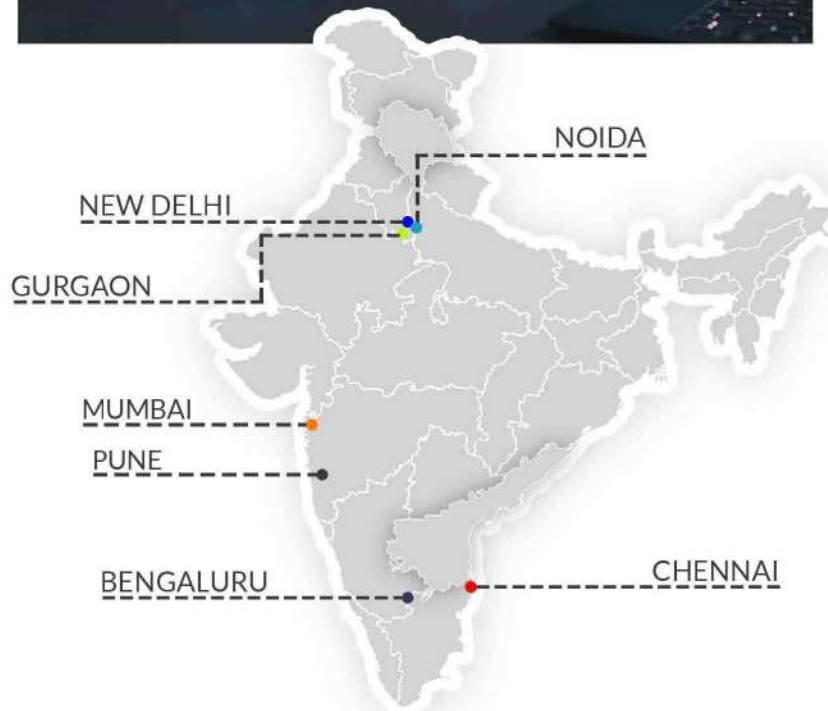 NOIDA
NEW DELHI
GURGAON
MUMBAI
PUNE
BENGALURU
CHENNAI